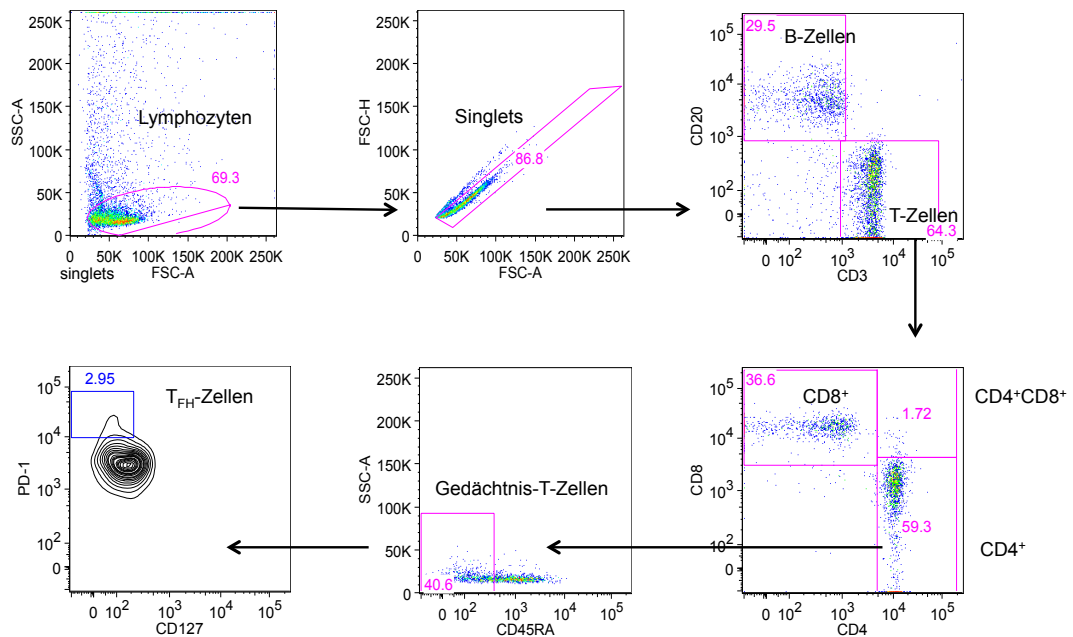 250K
200K
150K
100K
50K
0
SSC-A
Lymphozyten
69.3
0 50K 100K 150K 200K 250K
singlets
FSC-A
250K
200K
150K
100K
50K
0
FSC-H
Singlets
86.8
0 50K 100K 150K 200K 250K
FSC-A
10⁵
10⁴
10³
10²
0
CD20
29.5
B-Zellen
T-Zellen
64.3
0 10² 10³ 10⁴ 10⁵
CD3
10⁵
10⁴
10³
10²
0
PD-1
2.95
T_FH-Zellen
0 10² 10³ 10⁴ 10⁵
CD127
250K
200K
150K
100K
50K
0
SSC-A
Gedächtnis-T-Zellen
40.6
0 10² 10³ 10⁴ 10⁵
CD45RA
10⁵
10⁴
10³
10²
0
CD8
36.6
CD8⁺
1.72
CD4⁺CD8⁺
59.3
CD4⁺
0 10² 10³ 10⁴ 10⁵
CD4